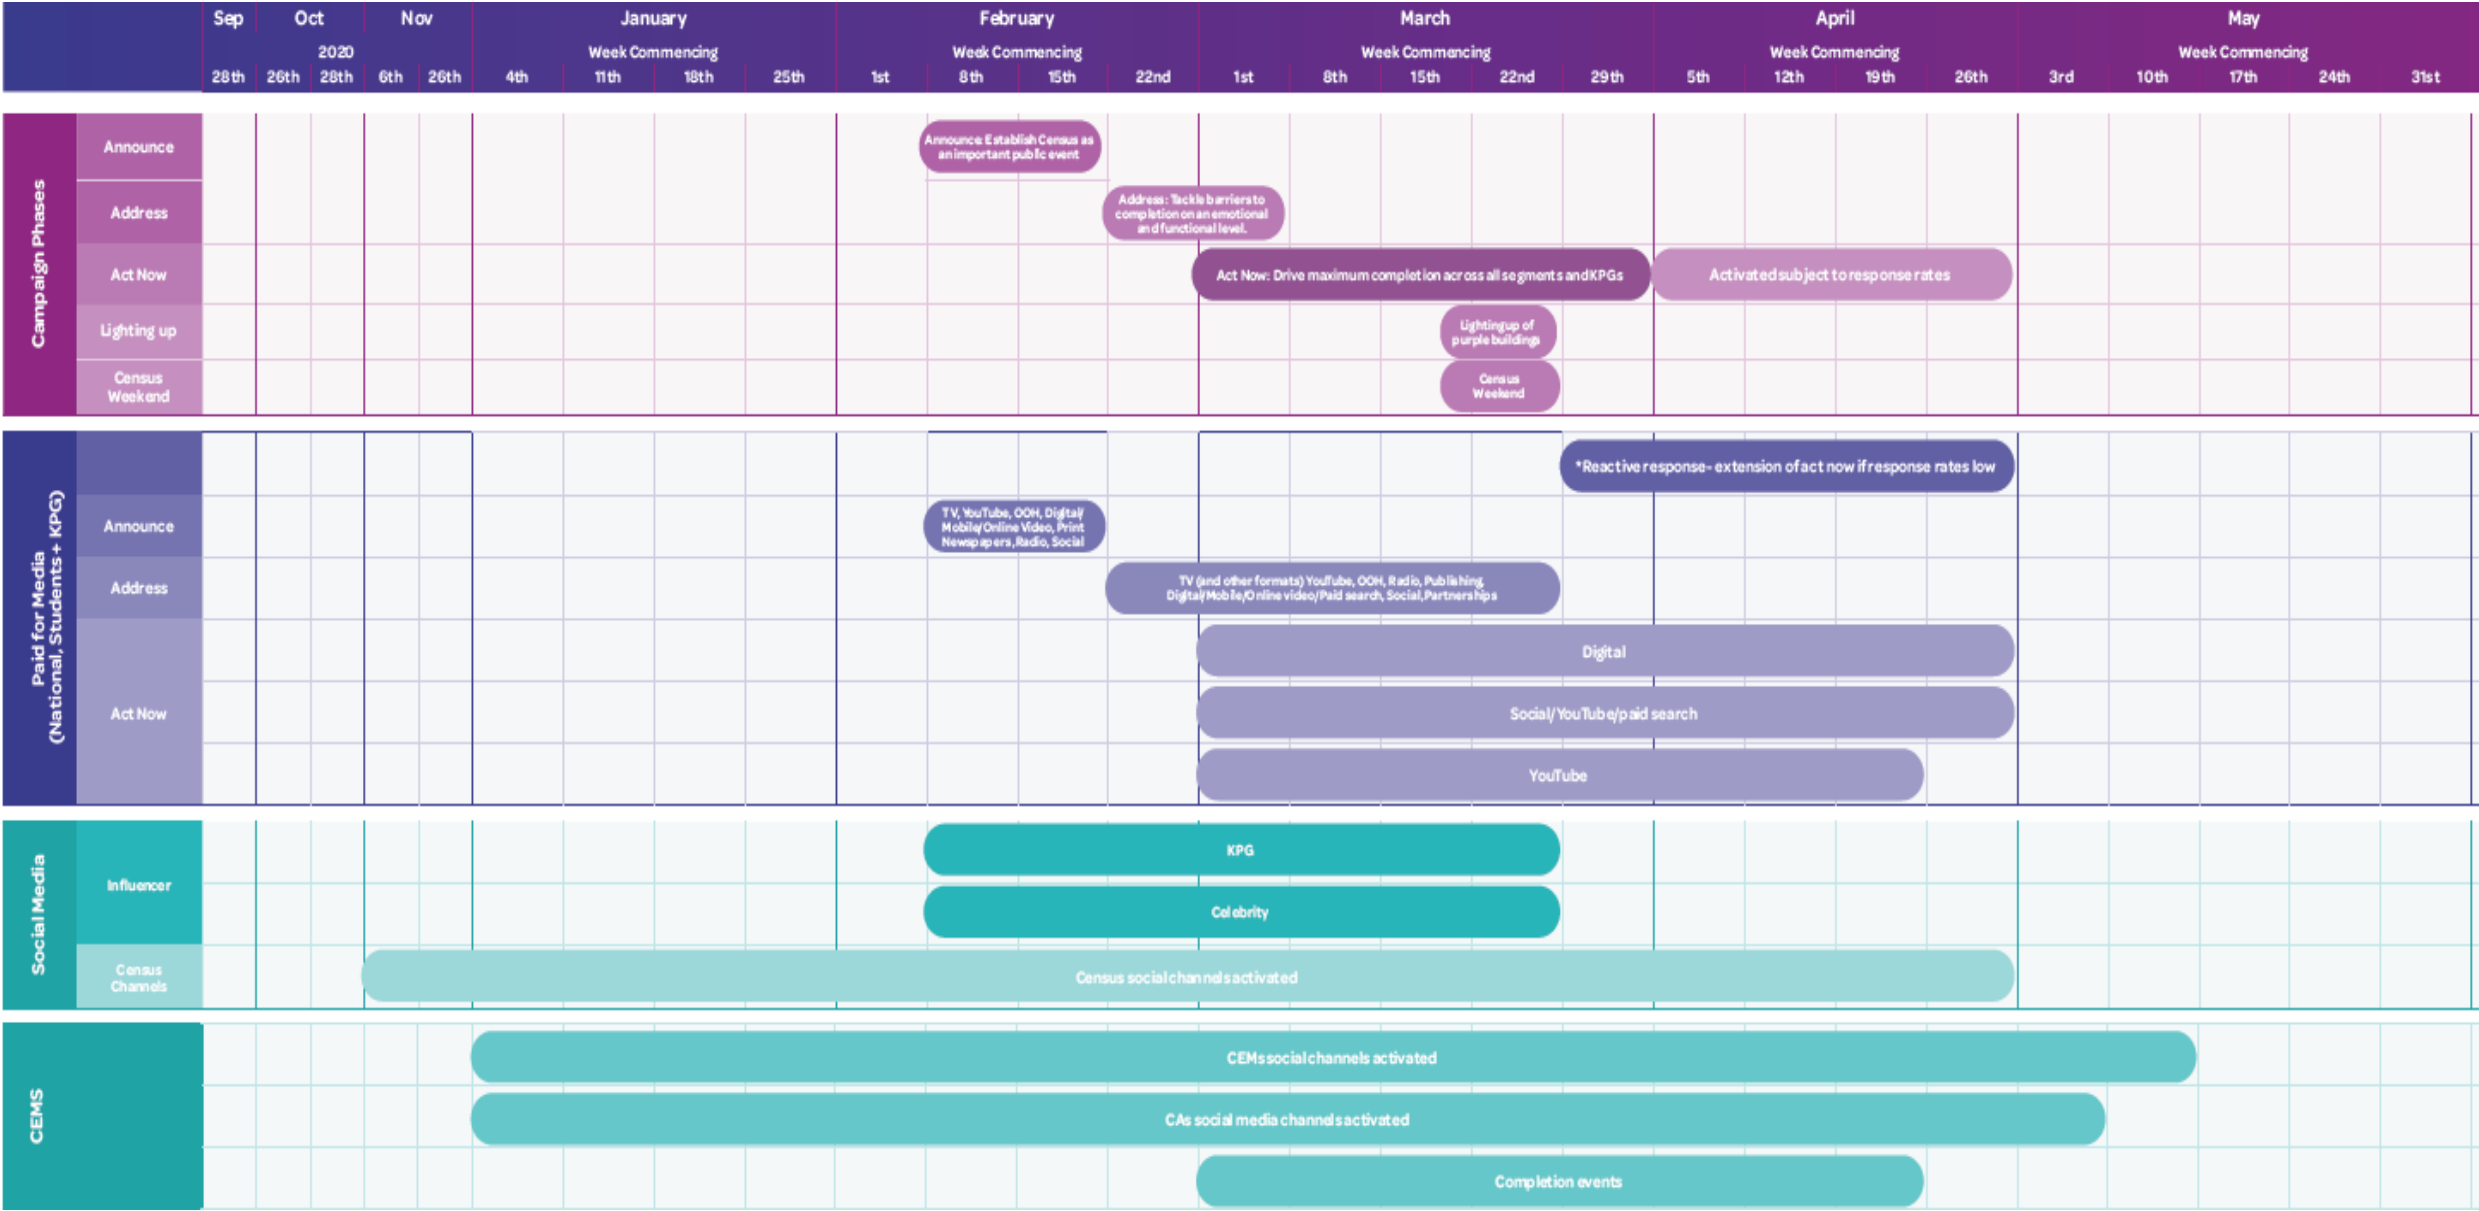 Sep Oct Nov January February March April May
2020 Week Commencing Week Commencing Week Commencing Week Commencing Week Commencing
28th 26th 28th 6th 26th 4th 11th 18th 25th 1st 8th 15th 22nd 1st 8th 15th 22nd 29th 5th 12th 19th 26th 3rd 10th 17th 24th 31st
Campaign Phases
Announce
Announce: Establish Census as
an important public event
Address
Address: Tackle barriers to
completion on an emotional
and functional level.
Act Now
Act Now: Drive maximum completion across all segments and KPGs
Activated subject to response rates
Lighting up
Lighting up of
purple buildings
Census
Weekend
Census
Weekend
Paid for Media
(National, Students + KPG)
*Reactive response- extension of act now if response rates low
Announce
TV, YouTube, OOH, Digital/
Mobile/Online Video, Print
Newspapers, Radio, Social
Address
TV (and other formats) YouTube, OOH, Radio, Publishing,
Digital/Mobile/Online video/Paid search, Social, Partnerships
Act Now
Digital
Social/YouTube/paid search
YouTube
Social Media
Influencer
KPG
Celebrity
Census
Channels
Census social channels activated
CEMS
CEMs social channels activated
CAs social media channels activated
Completion events